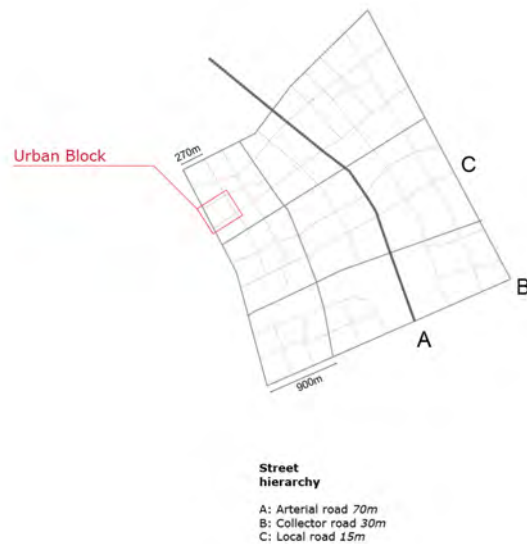 270m
Urban Block
C
B
A
900m
Street
hierarchy
A: Arterial road 70m
B: Collector road 30m
C: Local road 15m